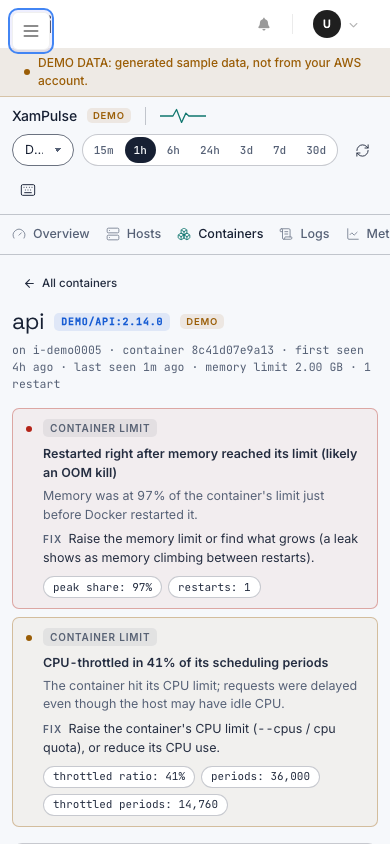 U
DEMO DATA: generated sample data, not from your AWS
account.
XamPulse DEMO
D... 15m 1h 6h 24h 3d 7d 30d
Overview Hosts Containers Logs Met
← All containers
api DEMO/API:2.14.0 DEMO
on i-demo0005 · container 8c41d07e9a13 · first seen
4h ago · last seen 1m ago · memory limit 2.00 GB · 1
restart
CONTAINER LIMIT
Restarted right after memory reached its limit (likely
an OOM kill)
Memory was at 97% of the container's limit just
before Docker restarted it.
FIX Raise the memory limit or find what grows (a leak
shows as memory climbing between restarts).
peak share: 97% restarts: 1
CONTAINER LIMIT
CPU-throttled in 41% of its scheduling periods
The container hit its CPU limit; requests were delayed
even though the host may have idle CPU.
FIX Raise the container's CPU limit (--cpus / cpu
quota), or reduce its CPU use.
throttled ratio: 41% periods: 36,000
throttled periods: 14,760